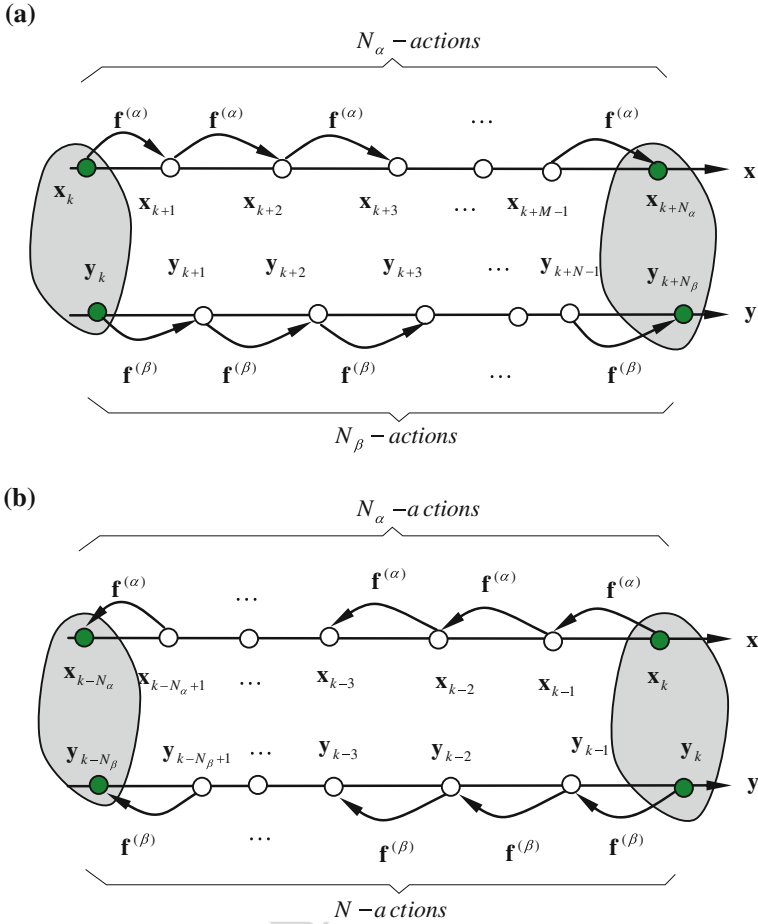 (a)
N_α − actions
f^(α) f^(α) f^(α) ⋯ f^(α)
x
x_k x_{k+1} x_{k+2} x_{k+3} ⋯ x_{k+M−1} x_{k+N_α}
y_k y_{k+1} y_{k+2} y_{k+3} ⋯ y_{k+N−1} y_{k+N_β}
y
f^(β) f^(β) f^(β) ⋯ f^(β)
N_β − actions
(b)
N_α − a ctions
f^(α) ⋯ f^(α) f^(α) f^(α)
x
x_{k−N_α} x_{k−N_α+1} ⋯ x_{k−3} x_{k−2} x_{k−1} x_k
y_{k−N_β} y_{k−N_β+1} ⋯ y_{k−3} y_{k−2} y_{k−1} y_k
y
f^(β) ⋯ f^(β) f^(β) f^(β)
N − a ctions